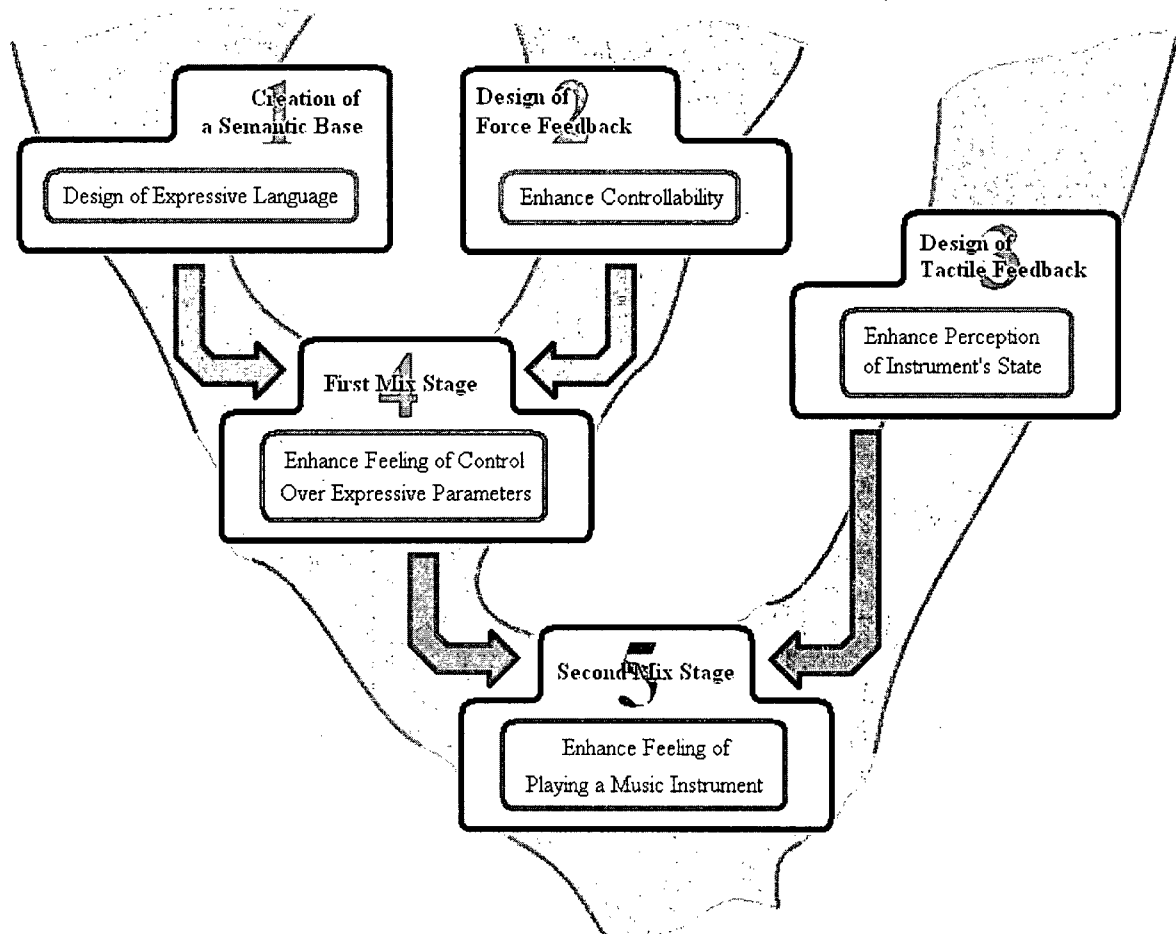 1
Creation of
a Semantic Base
Design of Expressive Language
2
Design of
Force Feedback
Enhance Controllability
3
Design of
Tactile Feedback
Enhance Perception
of Instrument's State
4
First Mix Stage
Enhance Feeling of Control
Over Expressive Parameters
5
Second Mix Stage
Enhance Feeling of
Playing a Music Instrument